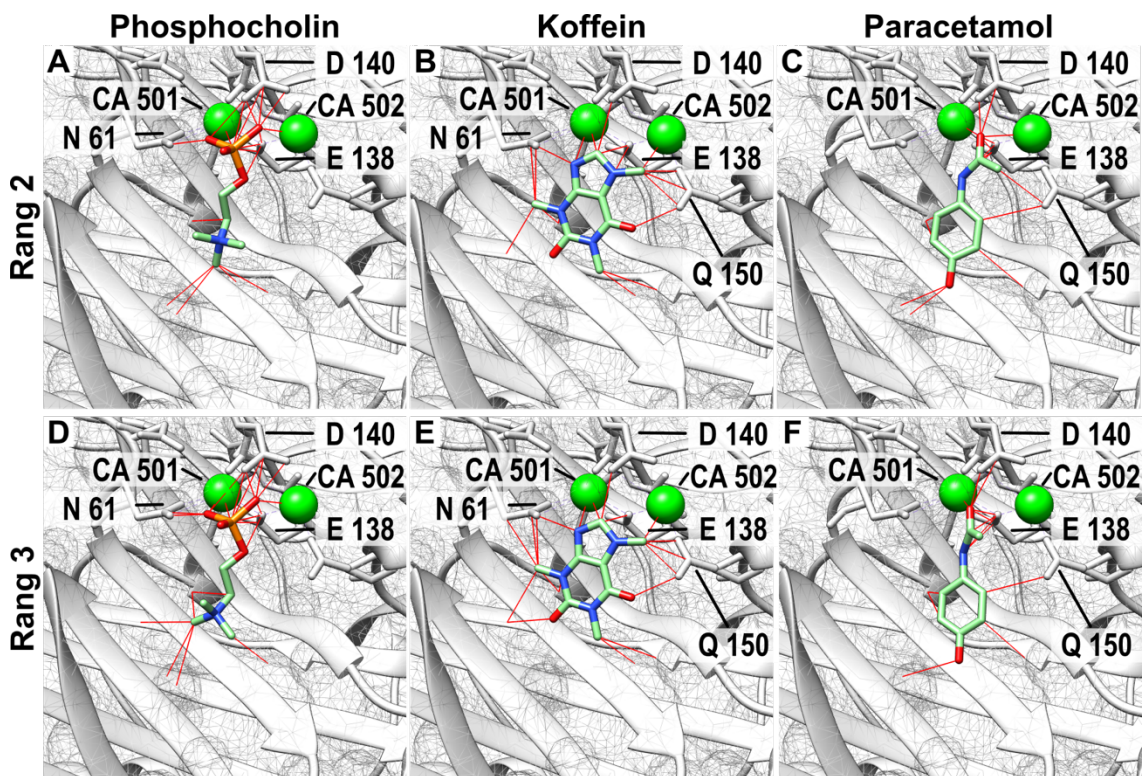 Phosphocholin
Koffein
Paracetamol
Rang 2
A
D 140
CA 501
CA 502
N 61
E 138
B
D 140
CA 501
CA 502
N 61
E 138
Q 150
C
D 140
CA 501
CA 502
E 138
Q 150
Rang 3
D
D 140
CA 501
CA 502
N 61
E 138
E
D 140
CA 501
CA 502
N 61
E 138
Q 150
F
D 140
CA 501
CA 502
E 138
Q 150